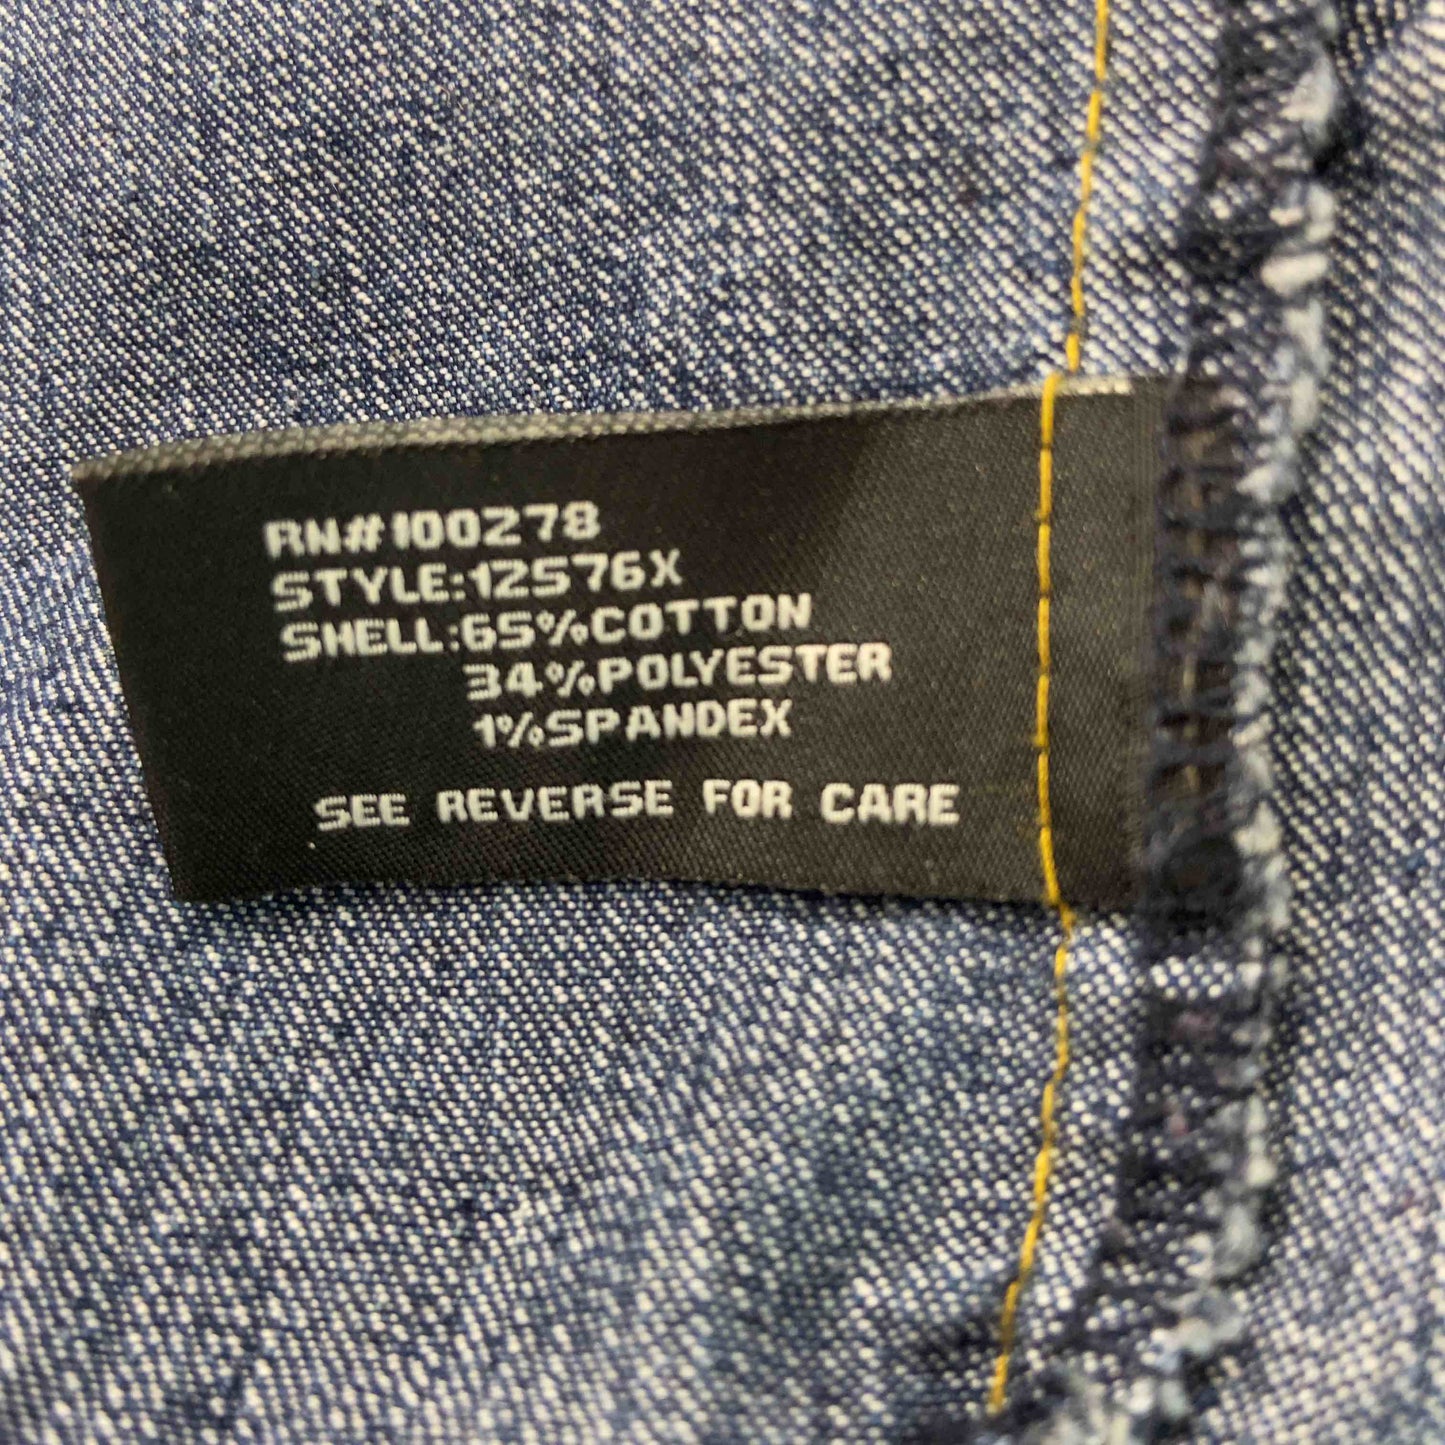 RN#100278
STYLE:12576X
SHELL:65%COTTON
34%POLYESTER
1%SPANDEX
SEE REVERSE FOR CARE